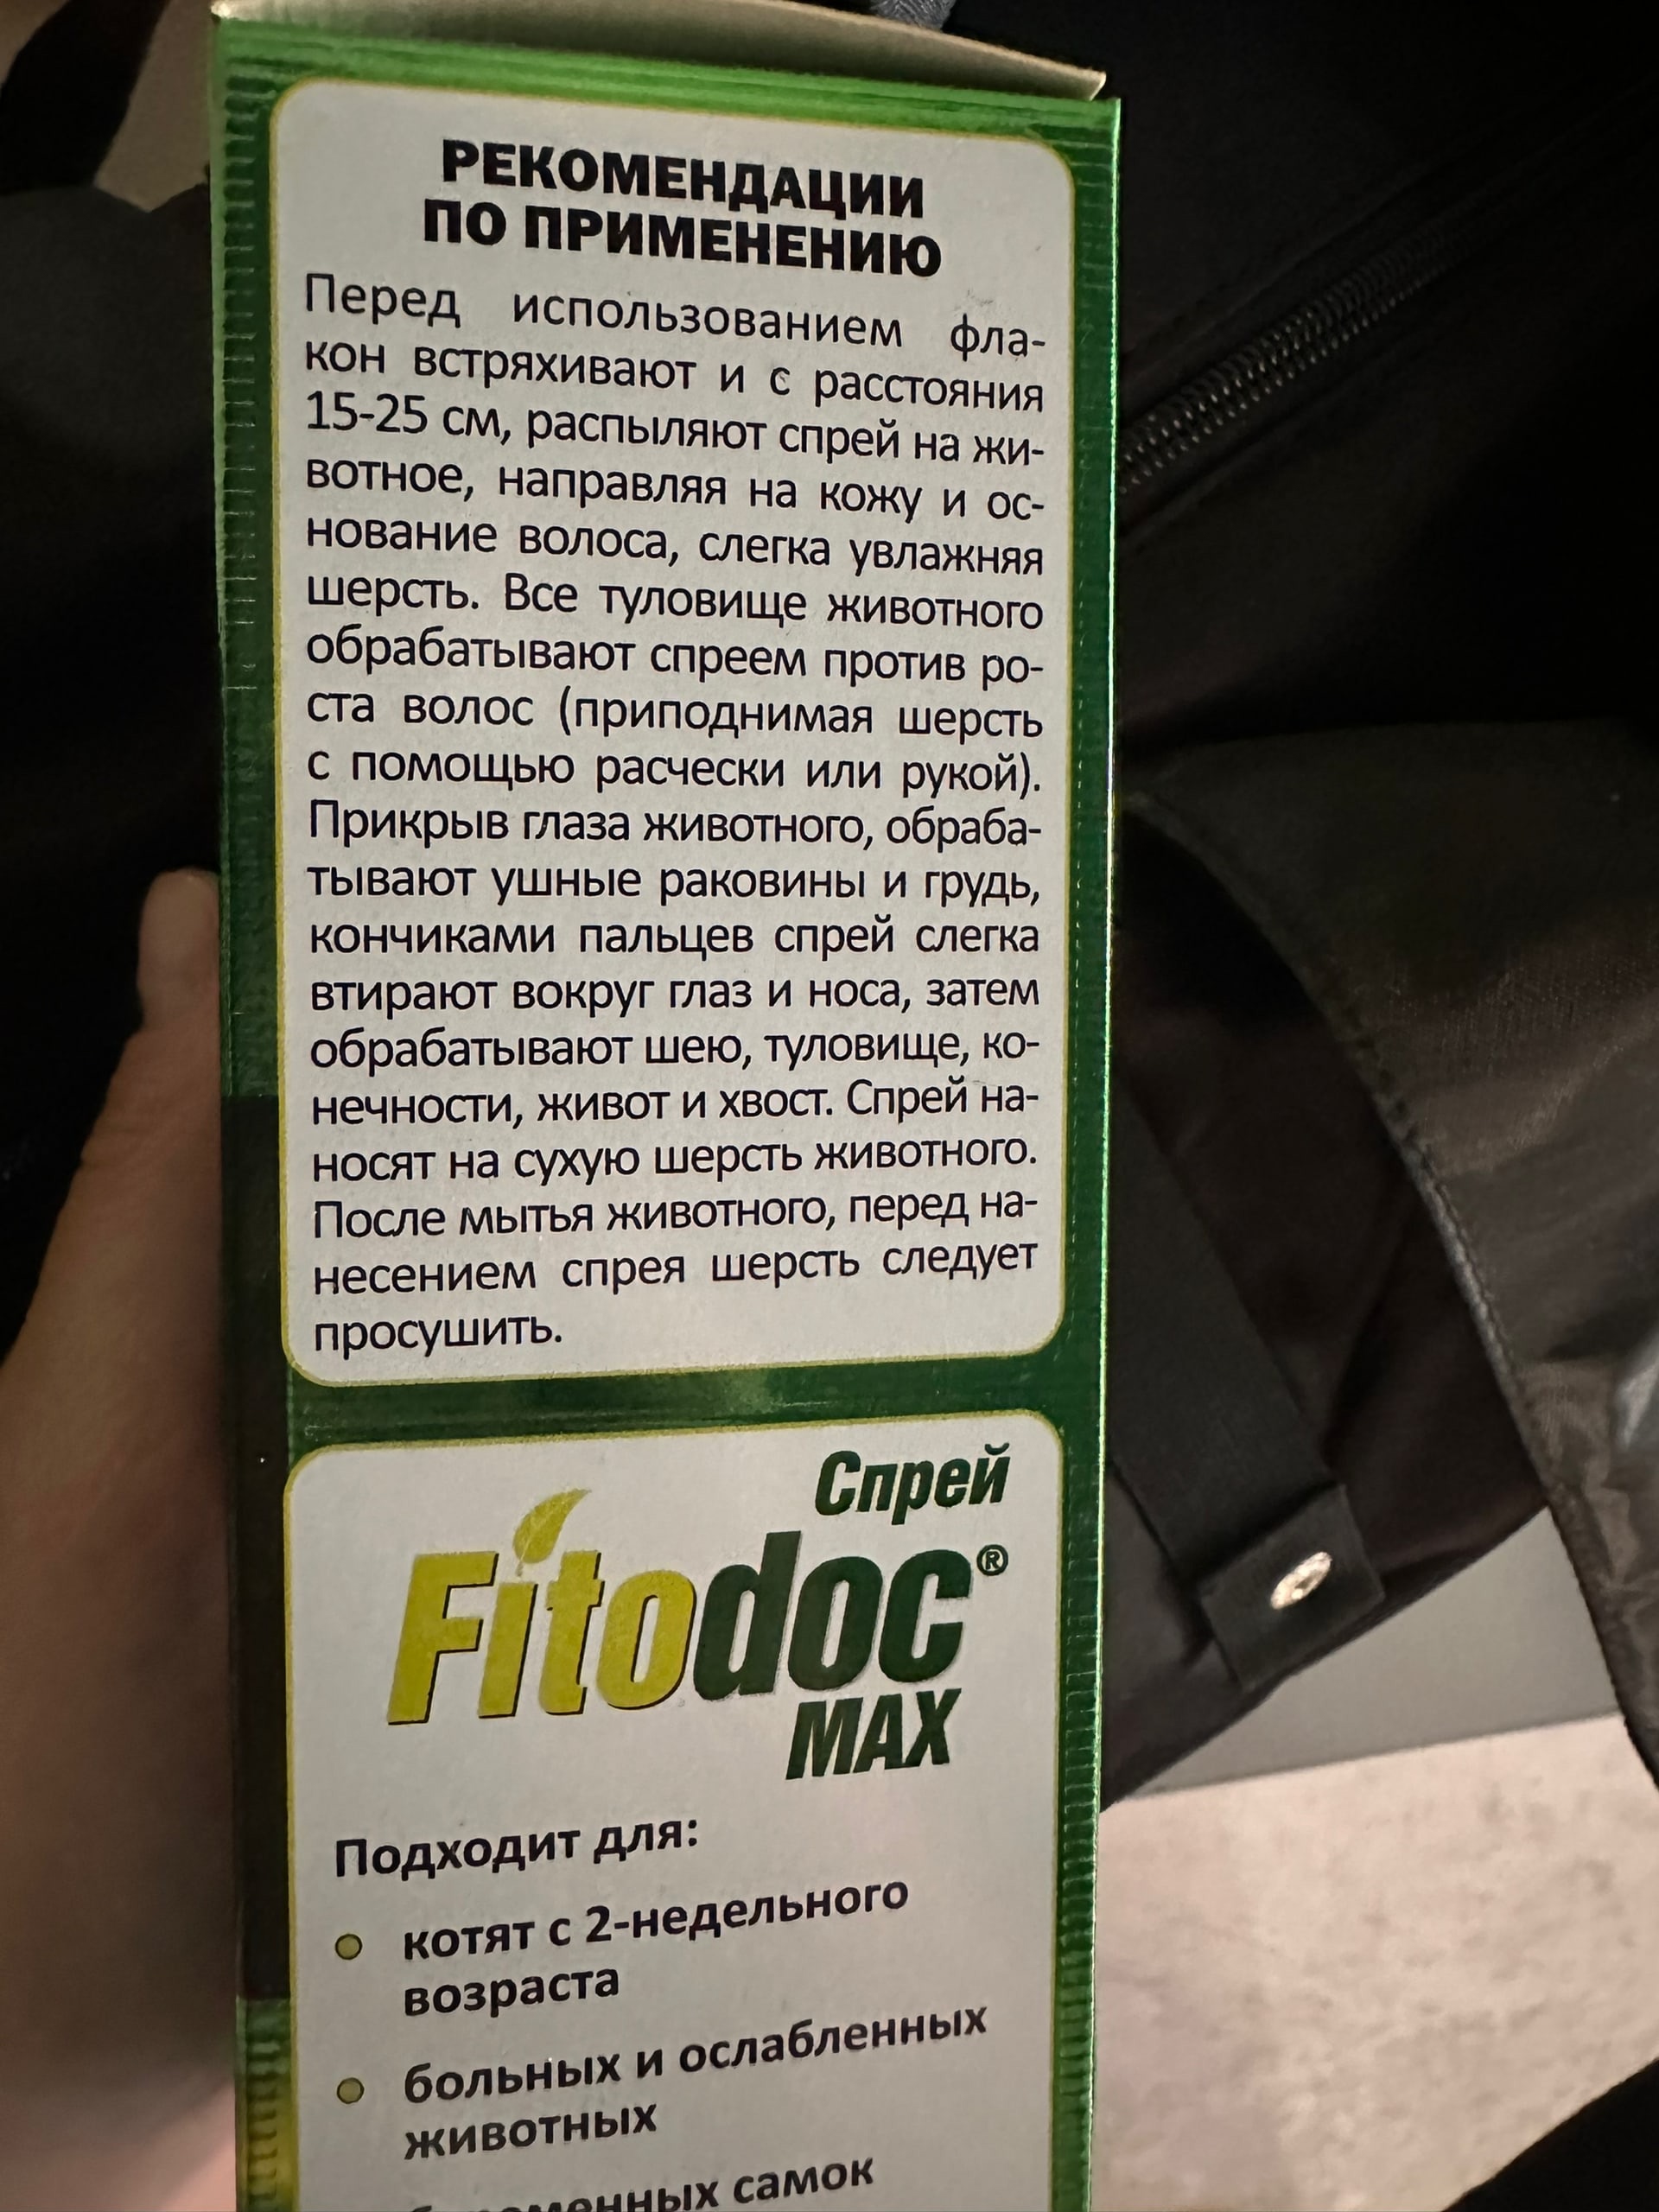 РЕКОМЕНДАЦИИ
ПО ПРИМЕНЕНИЮ
Перед использованием фла-
кон встряхивают и с расстояния
15-25 см, распыляют спрей на жи-
вотное, направляя на кожу и ос-
нование волоса, слегка увлажняя
шерсть. Все туловище животного
обрабатывают спреем против ро-
ста волос (приподнимая шерсть
с помощью расчески или рукой).
Прикрыв глаза животного, обраба-
тывают ушные раковины и грудь,
кончиками пальцев спрей слегка
втирают вокруг глаз и носа, затем
обрабатывают шею, туловище, ко-
нечности, живот и хвост. Спрей на-
носят на сухую шерсть животного.
После мытья животного, перед на-
несением спрея шерсть следует
просушить.
Спрей
Fitodoc®
MAX
Подходит для:
котят с 2-недельного
возраста
больных и ослабленных
животных
самок